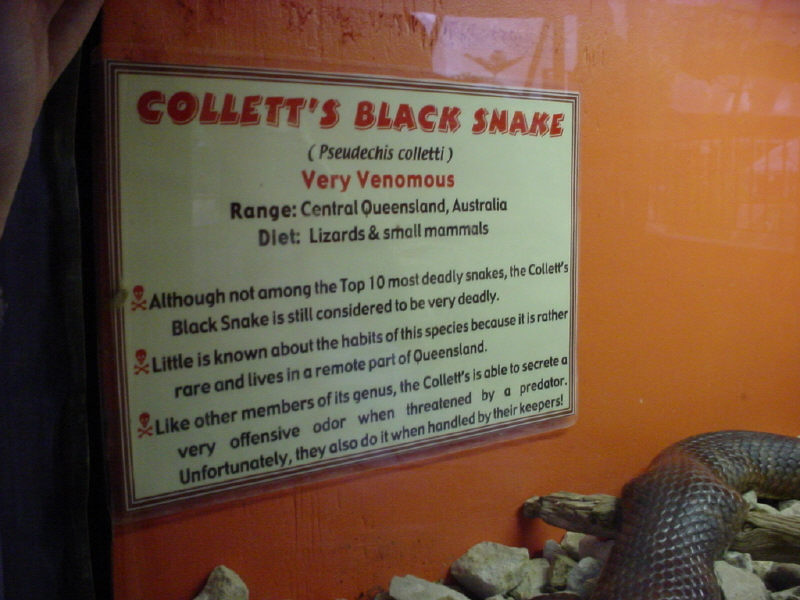 COLLETT'S BLACK SNAKE
( Pseudechis colletti )
Very Venomous
Range: Central Queensland, Australia
Diet: Lizards & small mammals
Although not among the Top 10 most deadly snakes, the Collett's
Black Snake is still considered to be very deadly.
Little is known about the habits of this species because it is rather
rare and lives in a remote part of Queensland.
Like other members of its genus, the Collett's is able to secrete a
very offensive odor when threatened by a predator.
Unfortunately, they also do it when handled by their keepers!